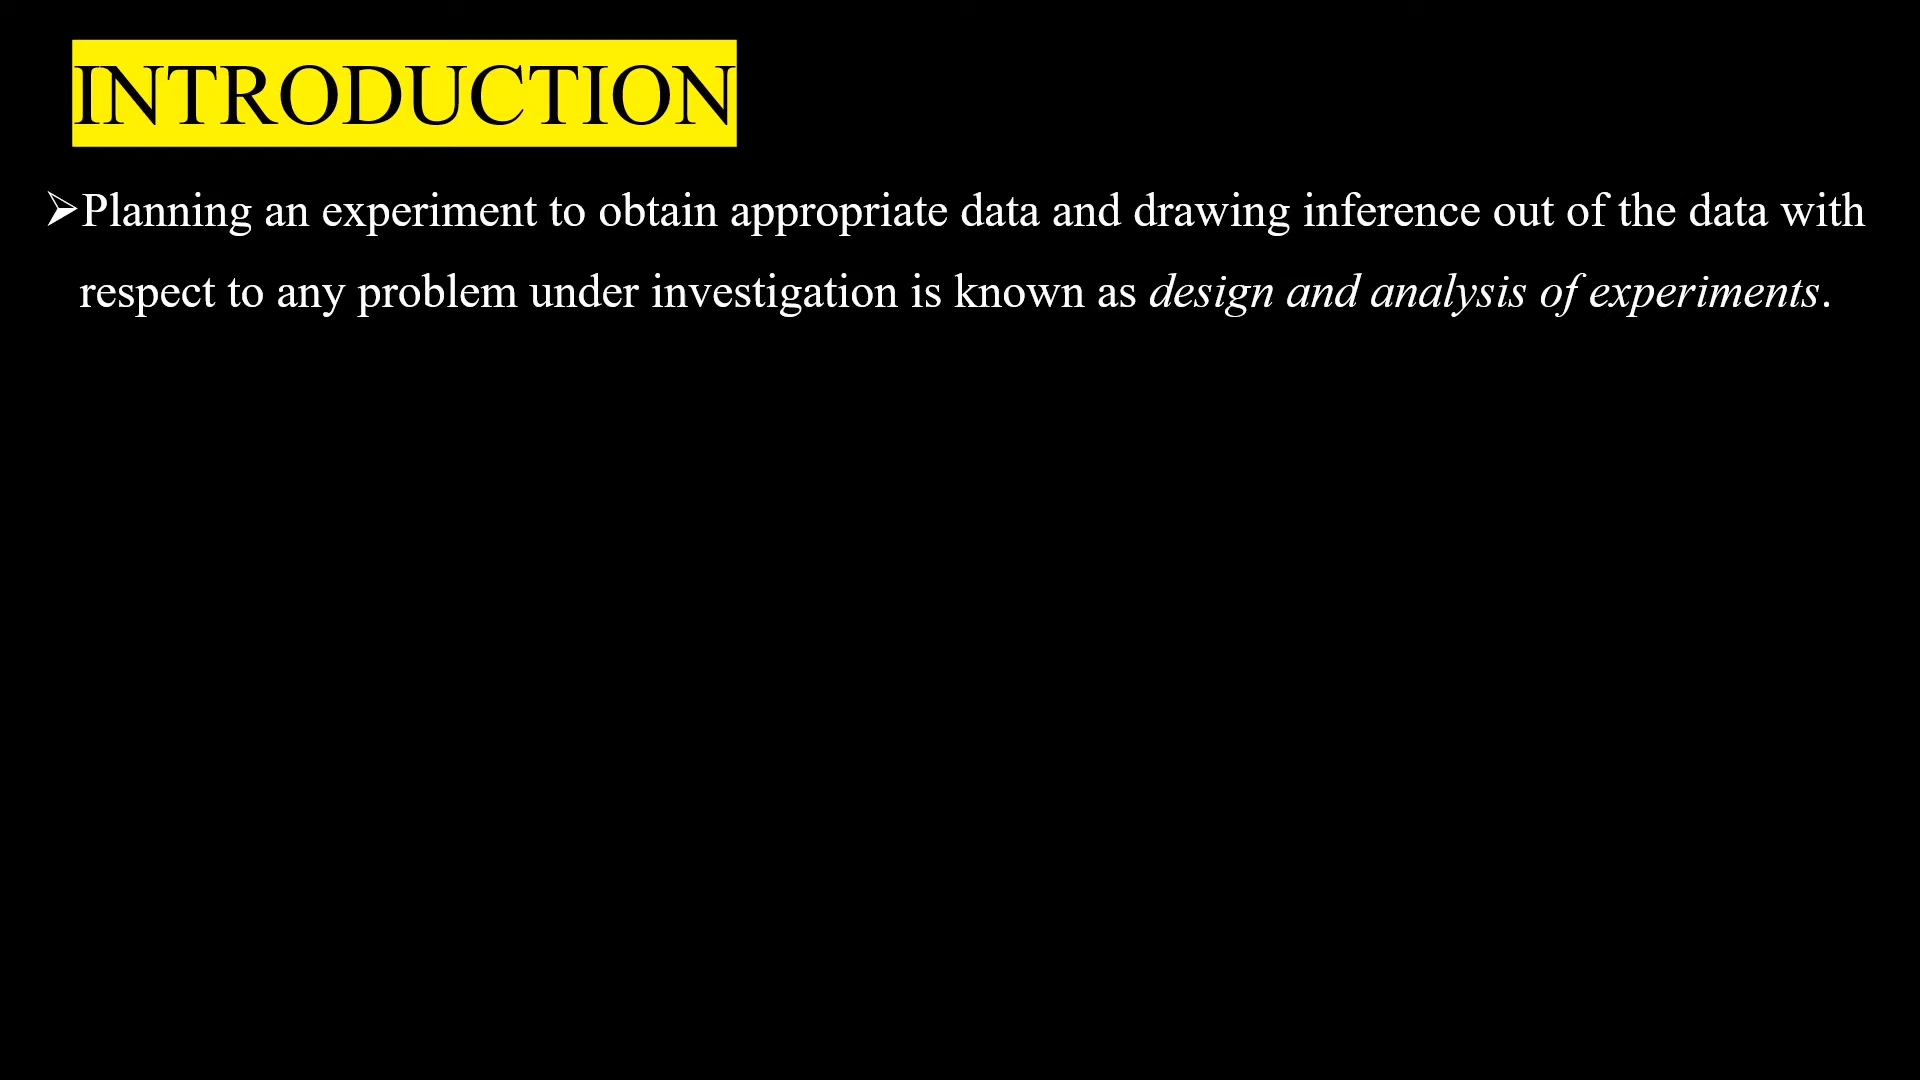 INTRODUCTION
➢Planning an experiment to obtain appropriate data and drawing inference out of the data with
respect to any problem under investigation is known as design and analysis of experiments.